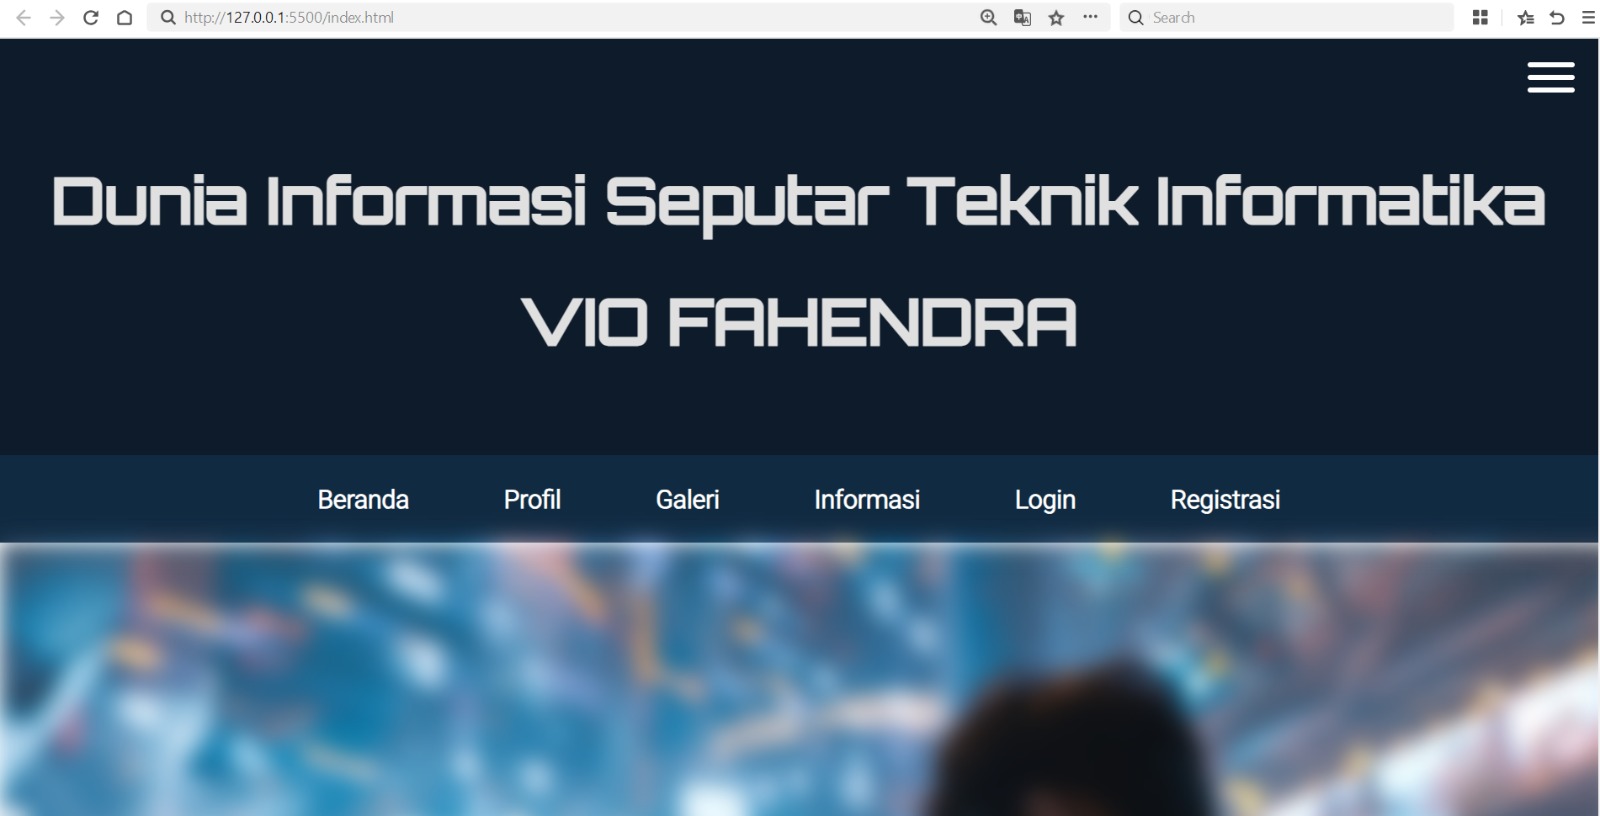 http://127.0.0.1:5500/index.html
Search
Dunia Informasi Seputar Teknik Informatika
VIO FAHENDRA
Beranda Profil Galeri Informasi Login Registrasi